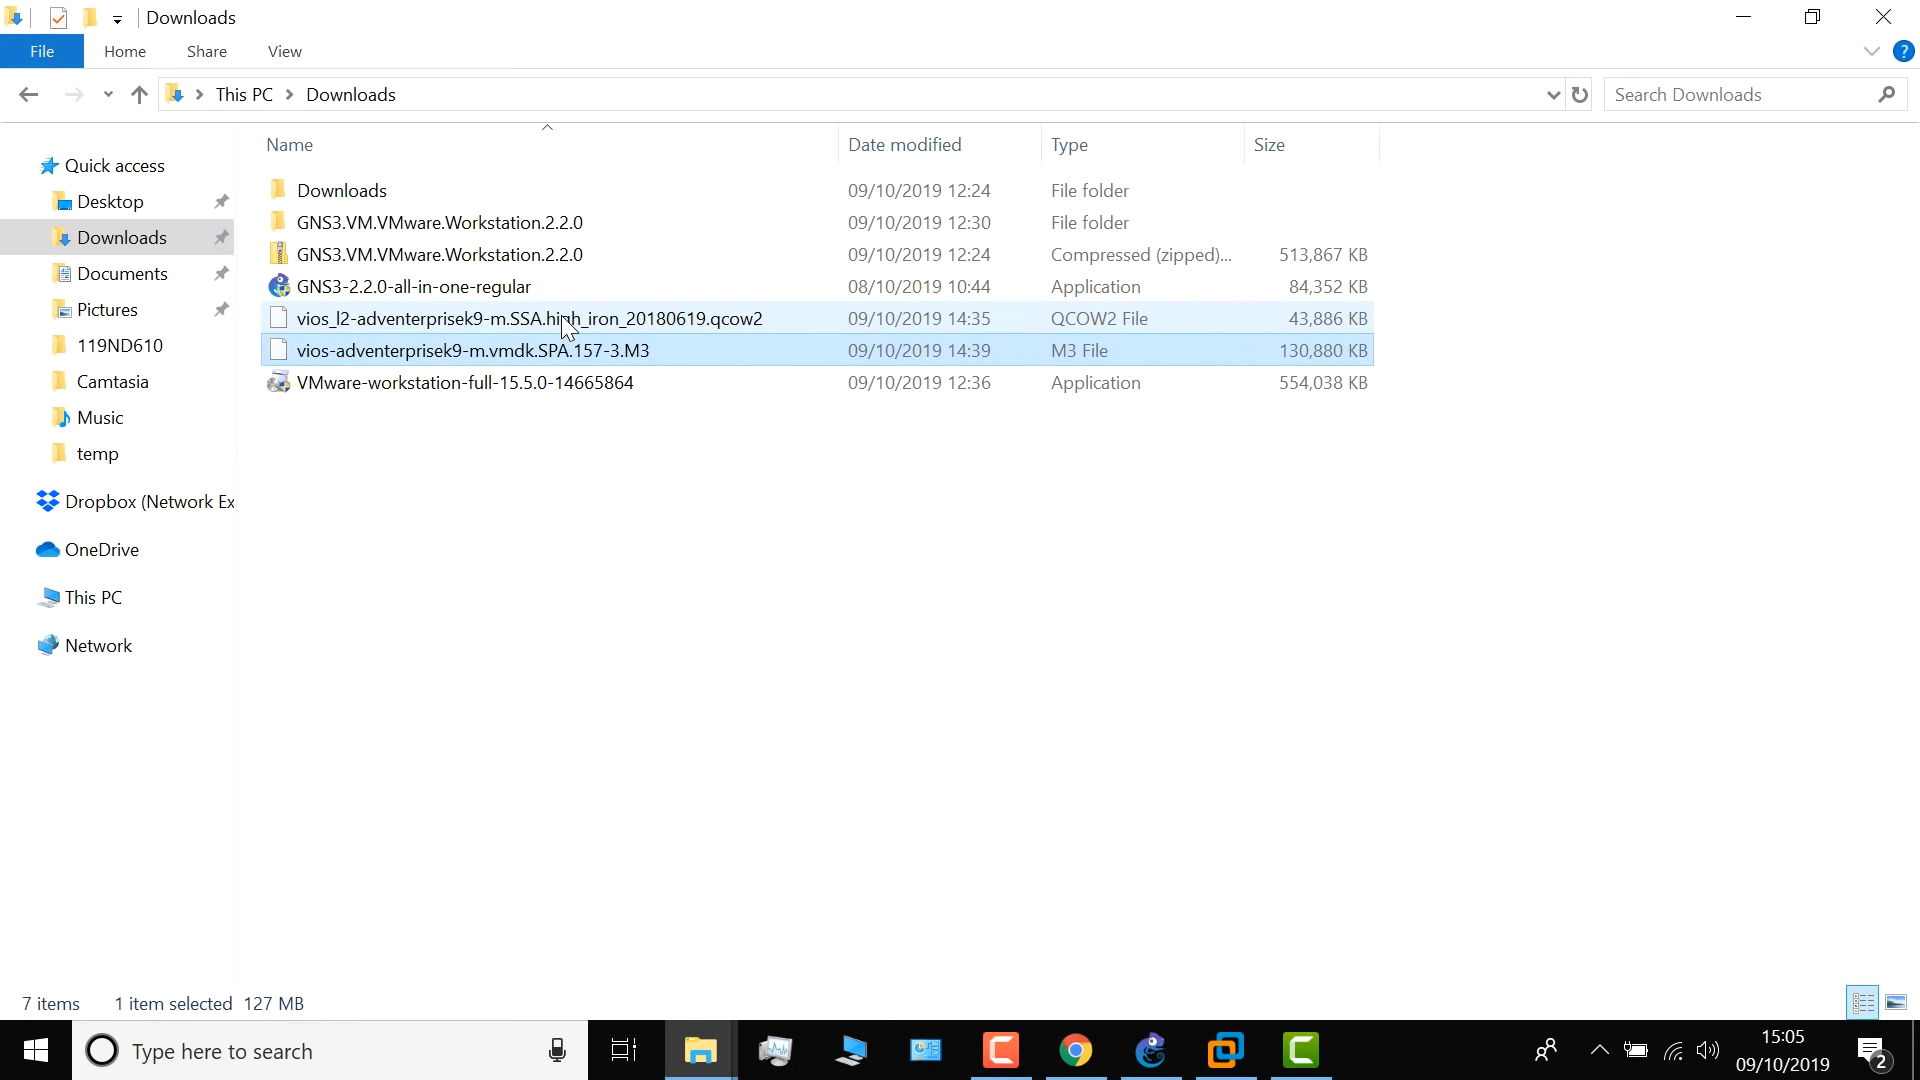 Downloads
File Home Share View
This PC Downloads
Search Downloads
Name Date modified Type Size
Quick access
Desktop
Downloads
Documents
Pictures
119ND610
Camtasia
Music
temp
Dropbox (Network Ex
OneDrive
This PC
Network
Downloads 09/10/2019 12:24 File folder
GNS3.VM.VMware.Workstation.2.2.0 09/10/2019 12:30 File folder
GNS3.VM.VMware.Workstation.2.2.0 09/10/2019 12:24 Compressed (zipped)... 513,867 KB
GNS3-2.2.0-all-in-one-regular 08/10/2019 10:44 Application 84,352 KB
vios_l2-adventerprisek9-m.SSA.high_iron_20180619.qcow2 09/10/2019 14:35 QCOW2 File 43,886 KB
vios-adventerprisek9-m.vmdk.SPA.157-3.M3 09/10/2019 14:39 M3 File 130,880 KB
VMware-workstation-full-15.5.0-14665864 09/10/2019 12:36 Application 554,038 KB
7 items 1 item selected 127 MB
Type here to search
15:05
09/10/2019
2